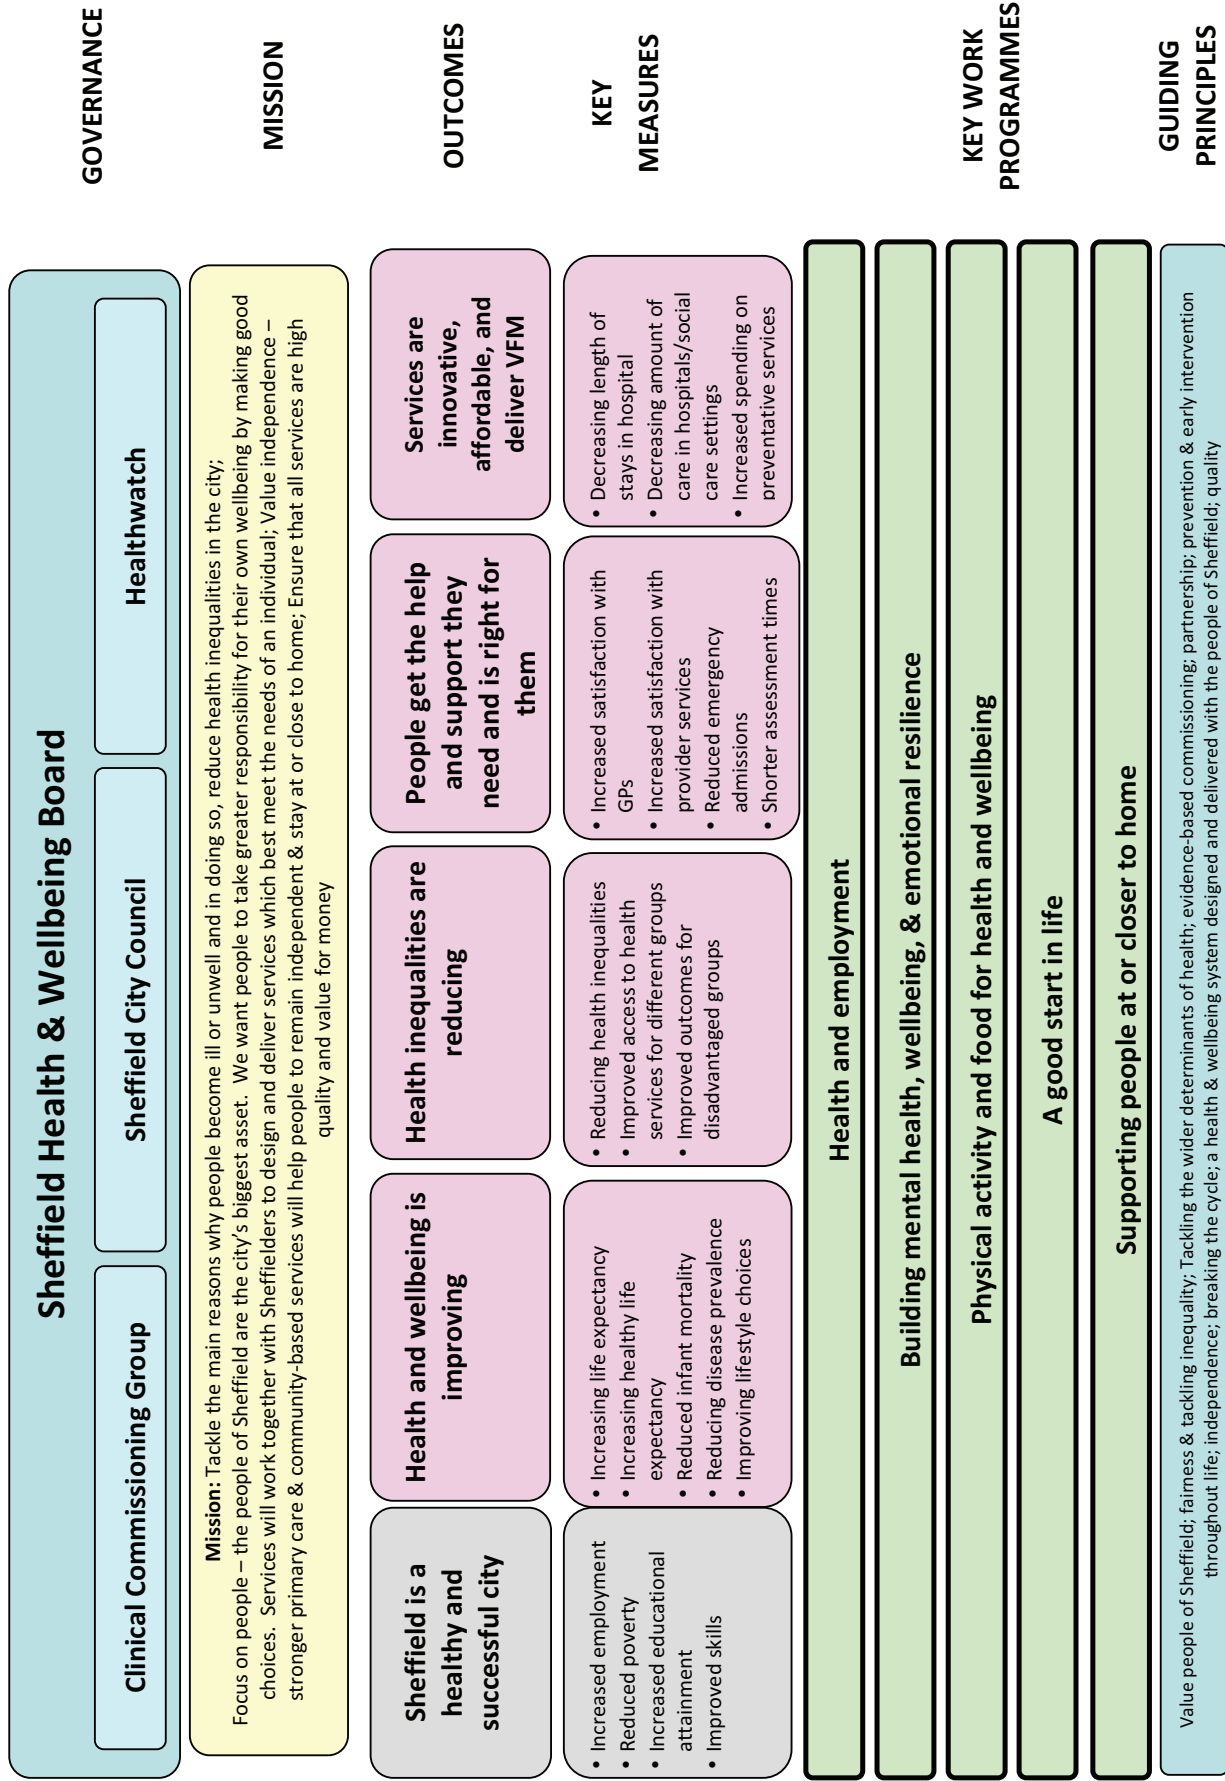 Sheffield Health & Wellbeing Board
Clinical Commissioning Group
Sheffield City Council
Healthwatch
GOVERNANCE
Mission: Tackle the main reasons why people become ill or unwell and in doing so, reduce health inequalities in the city;
Focus on people – the people of Sheffield are the city's biggest asset. We want people to take greater responsibility for their own wellbeing by making good
choices. Services will work together with Sheffielders to design and deliver services which best meet the needs of an individual; Value independence –
stronger primary care & community-based services will help people to remain independent & stay at or close to home; Ensure that all services are high
quality and value for money
MISSION
Sheffield is a
healthy and
successful city
Health and wellbeing is
improving
Health inequalities are
reducing
People get the help
and support they
need and is right for
them
Services are
innovative,
affordable, and
deliver VFM
OUTCOMES
• Increased employment
• Reduced poverty
• Increased educational
attainment
• Improved skills
• Increasing life expectancy
• Increasing healthy life
expectancy
• Reduced infant mortality
• Reducing disease prevalence
• Improving lifestyle choices
• Reducing health inequalities
• Improved access to health
services for different groups
• Improved outcomes for
disadvantaged groups
• Increased satisfaction with
GPs
• Increased satisfaction with
provider services
• Reduced emergency
admissions
• Shorter assessment times
• Decreasing length of
stays in hospital
• Decreasing amount of
care in hospitals/social
care settings
• Increased spending on
preventative services
KEY
MEASURES
Health and employment
Building mental health, wellbeing, & emotional resilience
Physical activity and food for health and wellbeing
A good start in life
Supporting people at or closer to home
KEY WORK
PROGRAMMES
Value people of Sheffield; fairness & tackling inequality; Tackling the wider determinants of health; evidence-based commissioning; partnership; prevention & early intervention
throughout life; independence; breaking the cycle; a health & wellbeing system designed and delivered with the people of Sheffield; quality
GUIDING
PRINCIPLES